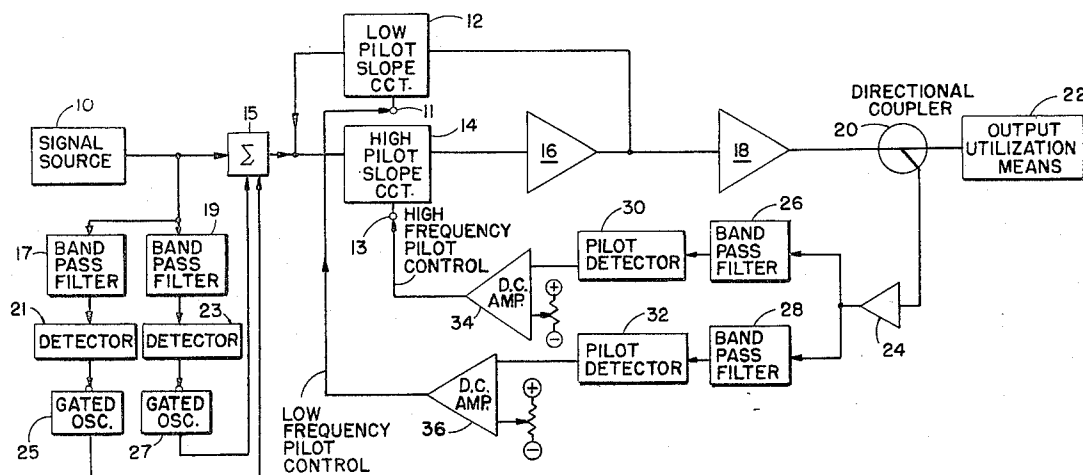 12
LOW
PILOT
SLOPE
CCT.
11
14
HIGH
PILOT
SLOPE
CCT.
13
HIGH
FREQUENCY
PILOT
CONTROL
10
SIGNAL
SOURCE
15
Σ
16
18
DIRECTIONAL
COUPLER
20
22
OUTPUT
UTILIZATION
MEANS
17
BAND
PASS
FILTER
19
BAND
PASS
FILTER
21
DETECTOR
23
DETECTOR
GATED
OSC.
25
GATED
OSC.
27
LOW
FREQUENCY
PILOT
CONTROL
30
PILOT
DETECTOR
26
BAND
PASS
FILTER
24
D.C.
AMP.
34
+
−
32
PILOT
DETECTOR
28
BAND
PASS
FILTER
D.C.
AMP.
36
+
−